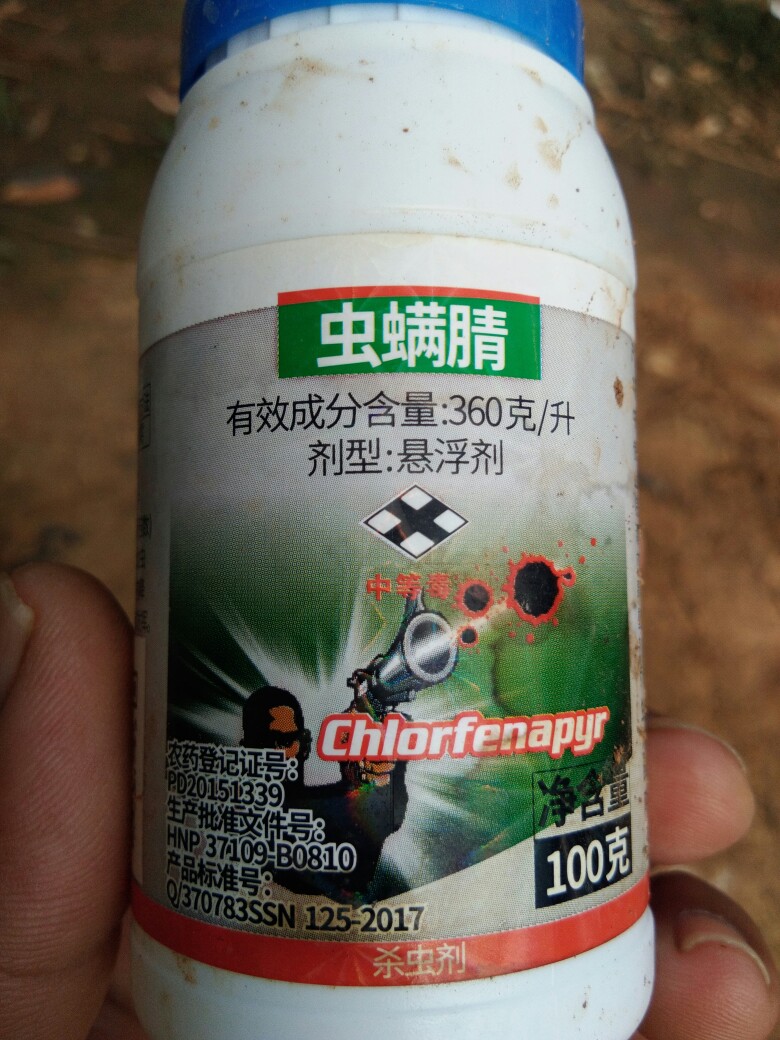 虫螨腈
有效成分含量:360克/升
剂型:悬浮剂
中等毒
Chlorfenapyr
农药登记证号:
PD20151339
生产批准文件号:
HNP 37109-B0810
产品标准号:
Q/370783SSN 125-2017
净含量
100克
杀虫剂